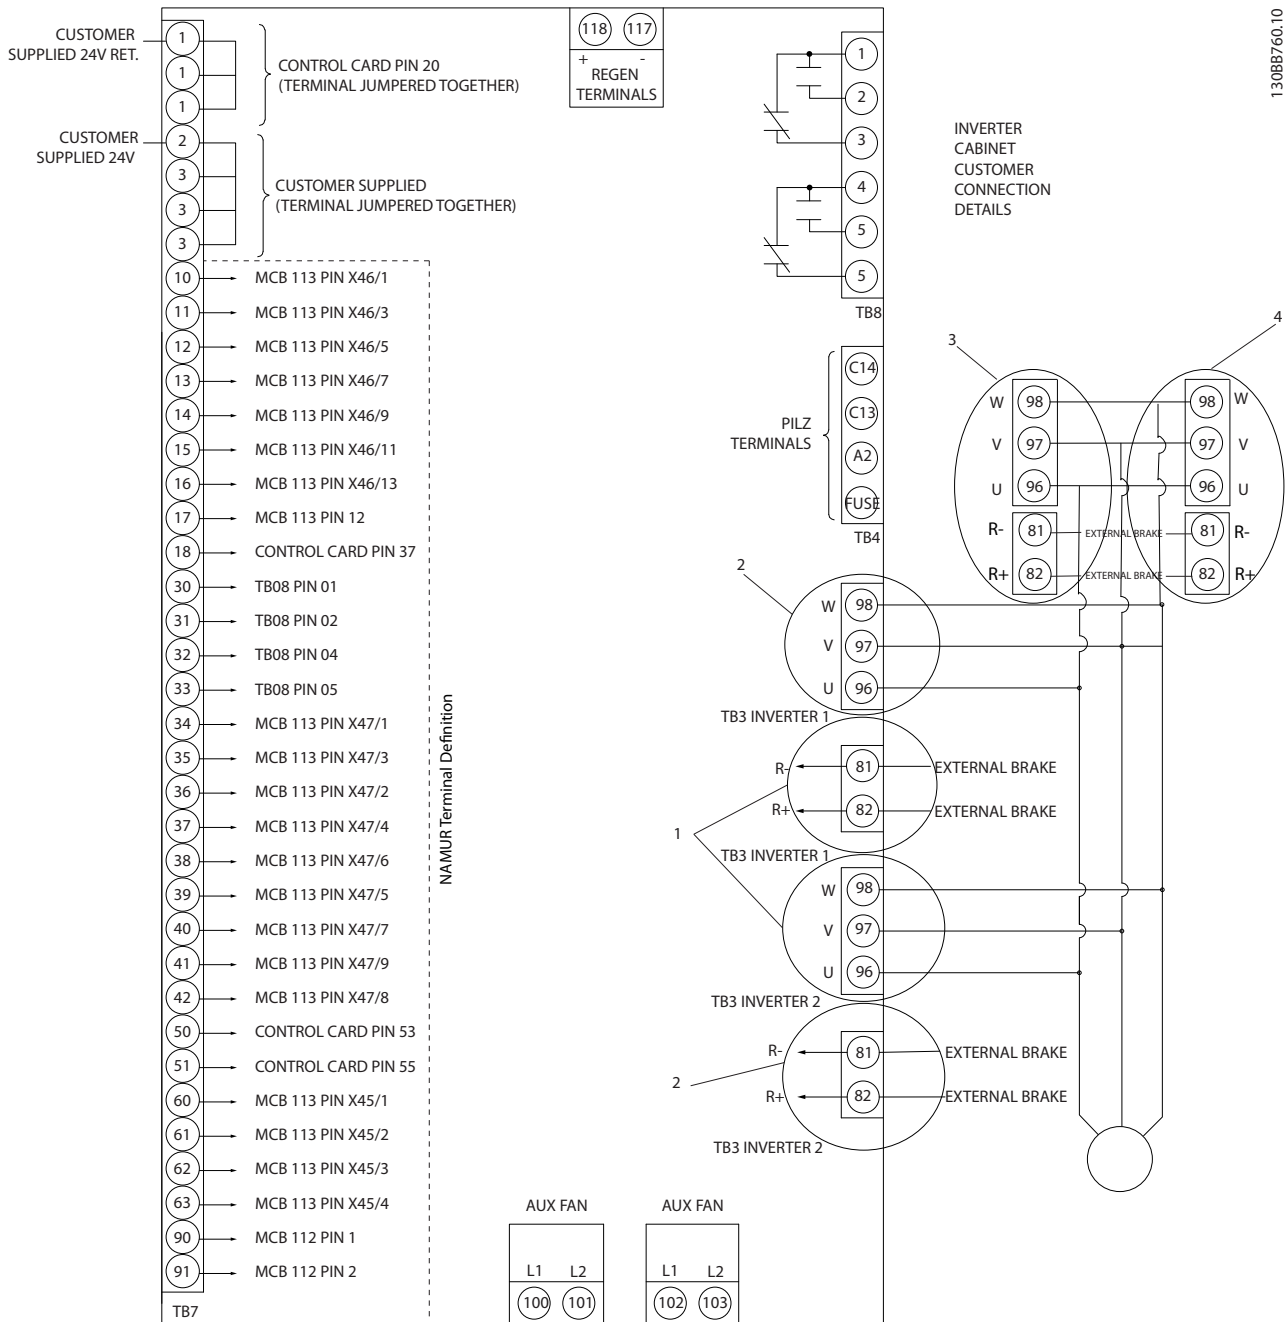 130BB760.10
CUSTOMER
SUPPLIED 24V RET.
1
1
1
CONTROL CARD PIN 20
(TERMINAL JUMPERED TOGETHER)
CUSTOMER
SUPPLIED 24V
2
3
3
3
CUSTOMER SUPPLIED
(TERMINAL JUMPERED TOGETHER)
10 MCB 113 PIN X46/1
11 MCB 113 PIN X46/3
12 MCB 113 PIN X46/5
13 MCB 113 PIN X46/7
14 MCB 113 PIN X46/9
15 MCB 113 PIN X46/11
16 MCB 113 PIN X46/13
17 MCB 113 PIN 12
18 CONTROL CARD PIN 37
30 TB08 PIN 01
31 TB08 PIN 02
32 TB08 PIN 04
33 TB08 PIN 05
34 MCB 113 PIN X47/1
35 MCB 113 PIN X47/3
36 MCB 113 PIN X47/2
37 MCB 113 PIN X47/4
38 MCB 113 PIN X47/6
39 MCB 113 PIN X47/5
40 MCB 113 PIN X47/7
41 MCB 113 PIN X47/9
42 MCB 113 PIN X47/8
50 CONTROL CARD PIN 53
51 CONTROL CARD PIN 55
60 MCB 113 PIN X45/1
61 MCB 113 PIN X45/2
62 MCB 113 PIN X45/3
63 MCB 113 PIN X45/4
90 MCB 112 PIN 1
91 MCB 112 PIN 2
TB7
NAMUR Terminal Definition
118 117
+ -
REGEN
TERMINALS
1
2
3
4
5
5
TB8
INVERTER
CABINET
CUSTOMER
CONNECTION
DETAILS
PILZ
TERMINALS
C14
C13
A2
FUSE
TB4
3
4
W 98 98 W
V 97 97 V
U 96 96 U
R- 81 EXTERNAL BRAKE 81 R-
R+ 82 EXTERNAL BRAKE 82 R+
2
W 98
V 97
U 96
TB3 INVERTER 1
R- 81 EXTERNAL BRAKE
R+ 82 EXTERNAL BRAKE
1
TB3 INVERTER 1
W 98
V 97
U 96
TB3 INVERTER 2
R- 81 EXTERNAL BRAKE
2
R+ 82 EXTERNAL BRAKE
TB3 INVERTER 2
AUX FAN
L1 L2
100 101
AUX FAN
L1 L2
102 103